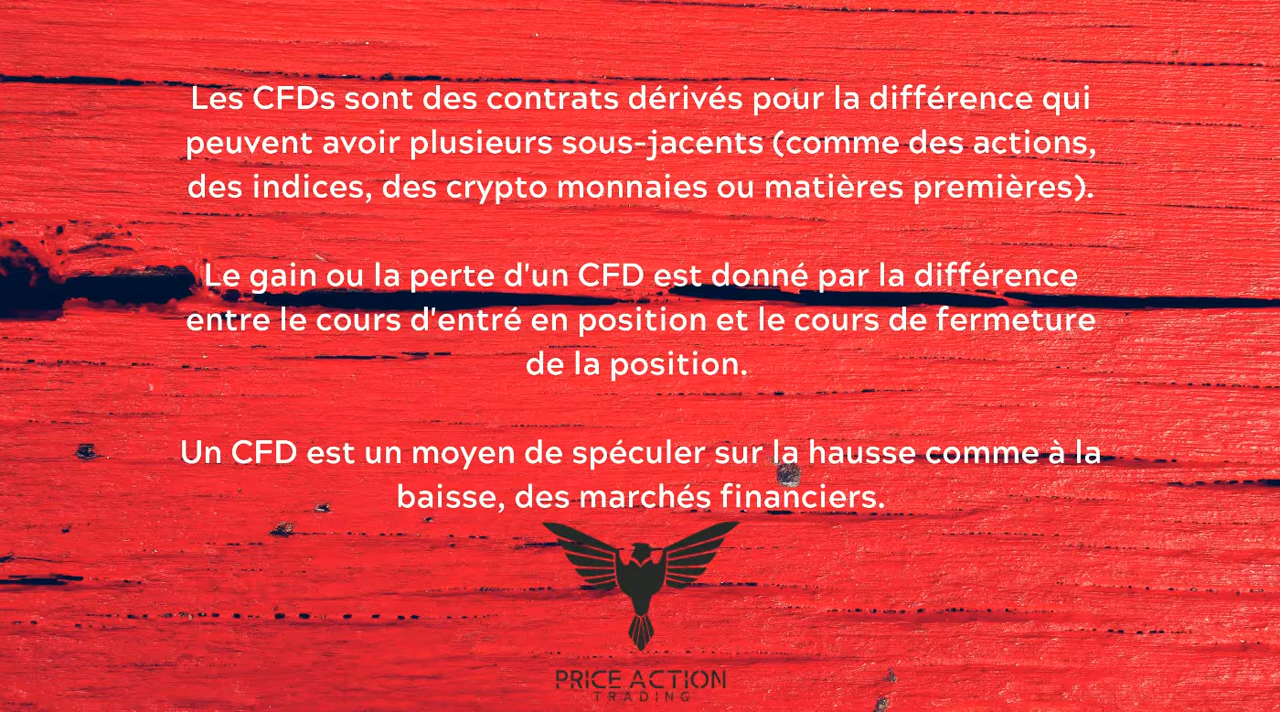 Les CFDs sont des contrats dérivés pour la différence qui
peuvent avoir plusieurs sous-jacents (comme des actions,
des indices, des crypto monnaies ou matières premières).
Le gain ou la perte d'un CFD est donné par la différence
entre le cours d'entré en position et le cours de fermeture
de la position.
Un CFD est un moyen de spéculer sur la hausse comme à la
baisse, des marchés financiers.
PRICE ACTION
TRADING